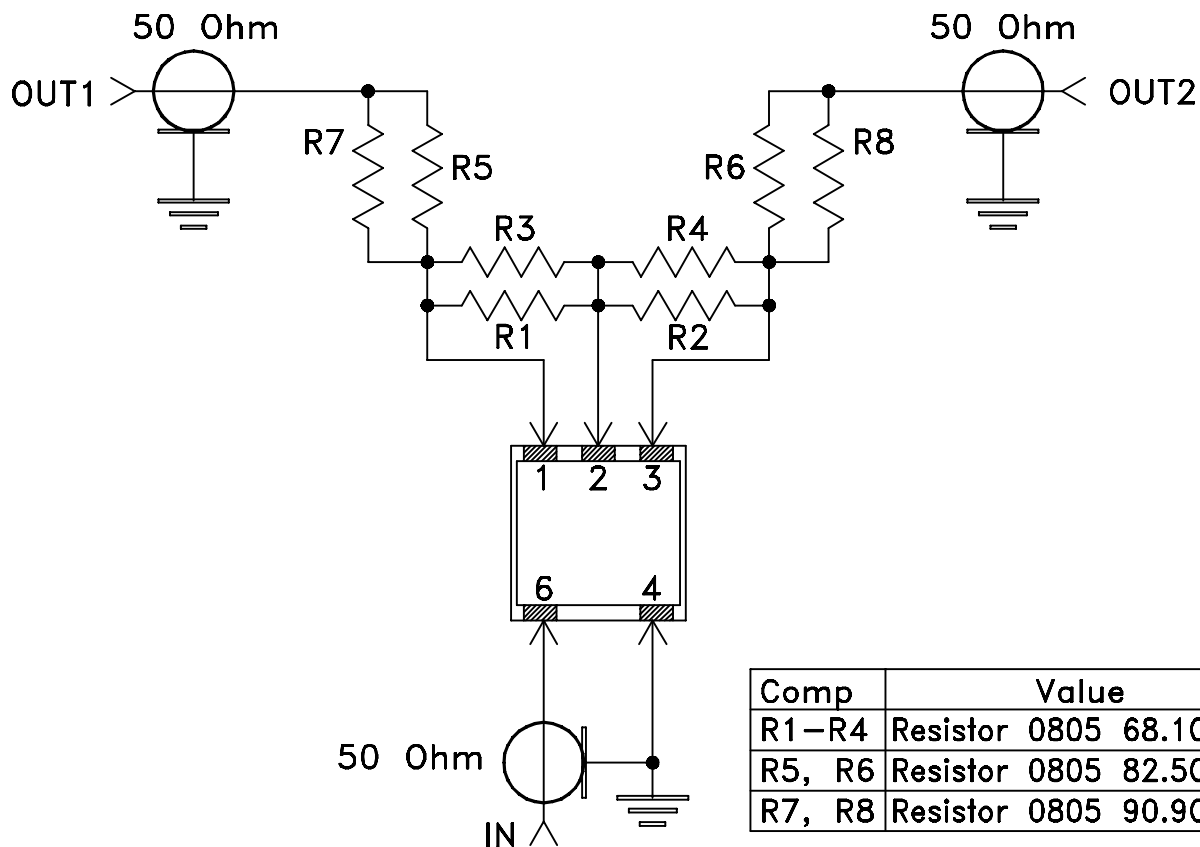 50 Ohm
50 Ohm
OUT1
OUT2
R7
R5
R6
R8
R3
R4
R1
R2
1 2 3
6 4
50 Ohm
IN
Comp Value
R1-R4 Resistor 0805 68.10
R5, R6 Resistor 0805 82.50
R7, R8 Resistor 0805 90.90